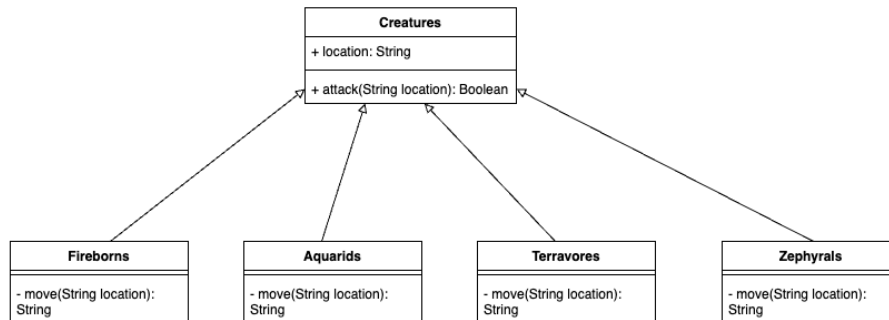 Creatures
+ location: String
+ attack(String location): Boolean
Fireborns
- move(String location):
String
Aquarids
- move(String location):
String
Terravores
- move(String location):
String
Zephyrals
- move(String location):
String